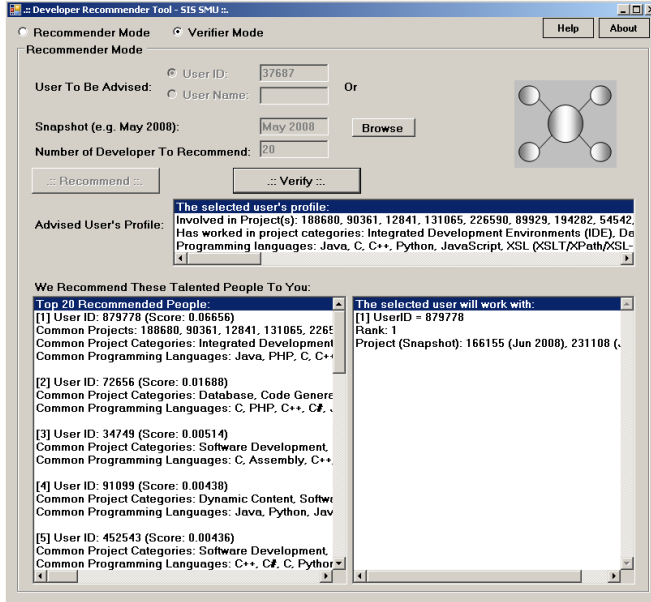 .:: Developer Recommender Tool - SIS SMU ::.
Recommender Mode Verifier Mode Help About
Recommender Mode
User To Be Advised: User ID: 37687 Or
User Name:
Snapshot (e.g. May 2008): May 2008 Browse
Number of Developer To Recommend: 20
.:: Recommend ::. .:: Verify ::.
Advised User's Profile:
The selected user's profile:
Involved in Project(s): 188680, 90361, 12841, 131065, 226590, 89929, 194282, 54542,
Has worked in project categories: Integrated Development Environments (IDE), Da
Programming languages: Java, C, C++, Python, JavaScript, XSL (XSLT/XPath/XSL-
We Recommend These Talented People To You:
Top 20 Recommended People:
[1] User ID: 879778 (Score: 0.06656)
Common Projects: 188680, 90361, 12841, 131065, 2265
Common Project Categories: Integrated Development
Common Programming Languages: Java, PHP, C, C++
[2] User ID: 72656 (Score: 0.01688)
Common Project Categories: Database, Code Genera
Common Programming Languages: C, PHP, C++, C#, J
[3] User ID: 34749 (Score: 0.00514)
Common Project Categories: Software Development,
Common Programming Languages: C, Assembly, C++,
[4] User ID: 91099 (Score: 0.00438)
Common Project Categories: Dynamic Content, Softwa
Common Programming Languages: Java, Python, Jav
[5] User ID: 452543 (Score: 0.00436)
Common Project Categories: Software Development,
Common Programming Languages: C++, C#, C, Python
The selected user will work with:
[1] UserID = 879778
Rank: 1
Project (Snapshot): 166155 (Jun 2008), 231108 (J